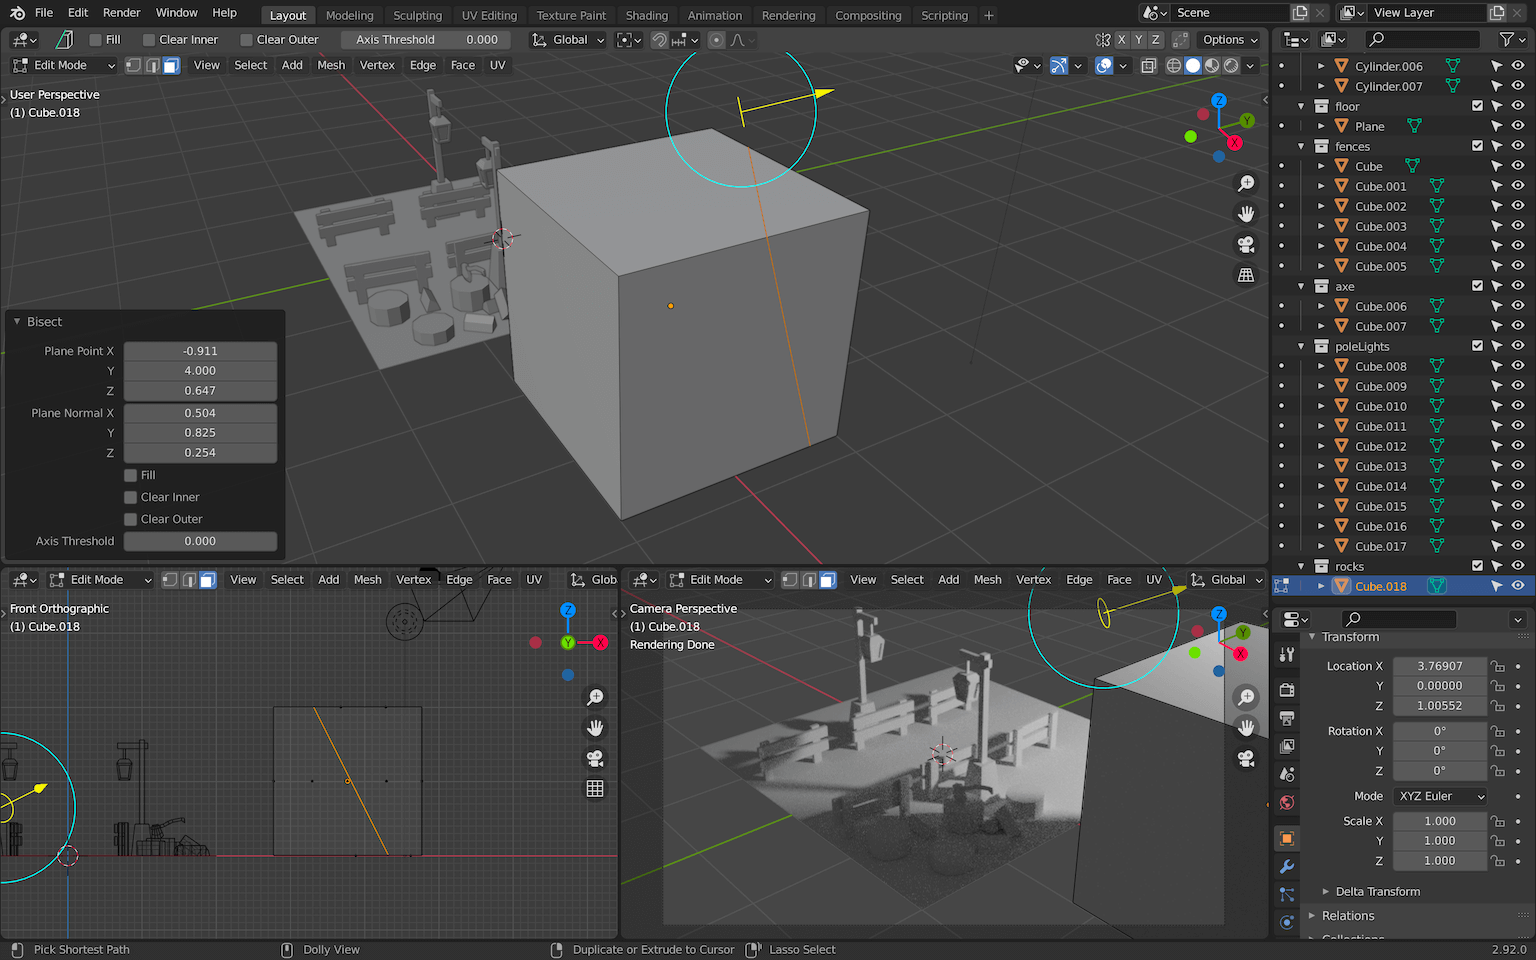 File Edit Render Window Help Layout Modeling Sculpting UV Editing Texture Paint Shading Animation Rendering Compositing Scripting + Scene View Layer
Fill Clear Inner Clear Outer Axis Threshold 0.000 Global X Y Z Options
Edit Mode View Select Add Mesh Vertex Edge Face UV
User Perspective
(1) Cube.018
Z
Y
X
Bisect
Plane Point X -0.911
Y 4.000
Z 0.647
Plane Normal X 0.504
Y 0.825
Z 0.254
Fill
Clear Inner
Clear Outer
Axis Threshold 0.000
Edit Mode View Select Add Mesh Vertex Edge Face UV Glob
Front Orthographic
(1) Cube.018
Z
Y X
Edit Mode View Select Add Mesh Vertex Edge Face UV Global
Camera Perspective
(1) Cube.018
Rendering Done
Z
Y
X
Cylinder.006
Cylinder.007
floor
Plane
fences
Cube
Cube.001
Cube.002
Cube.003
Cube.004
Cube.005
axe
Cube.006
Cube.007
poleLights
Cube.008
Cube.009
Cube.010
Cube.011
Cube.012
Cube.013
Cube.014
Cube.015
Cube.016
Cube.017
rocks
Cube.018
Transform
Location X 3.76907
Y 0.00000
Z 1.00552
Rotation X 0°
Y 0°
Z 0°
Mode XYZ Euler
Scale X 1.000
Y 1.000
Z 1.000
Delta Transform
Relations
Pick Shortest Path Dolly View Duplicate or Extrude to Cursor Lasso Select 2.92.0